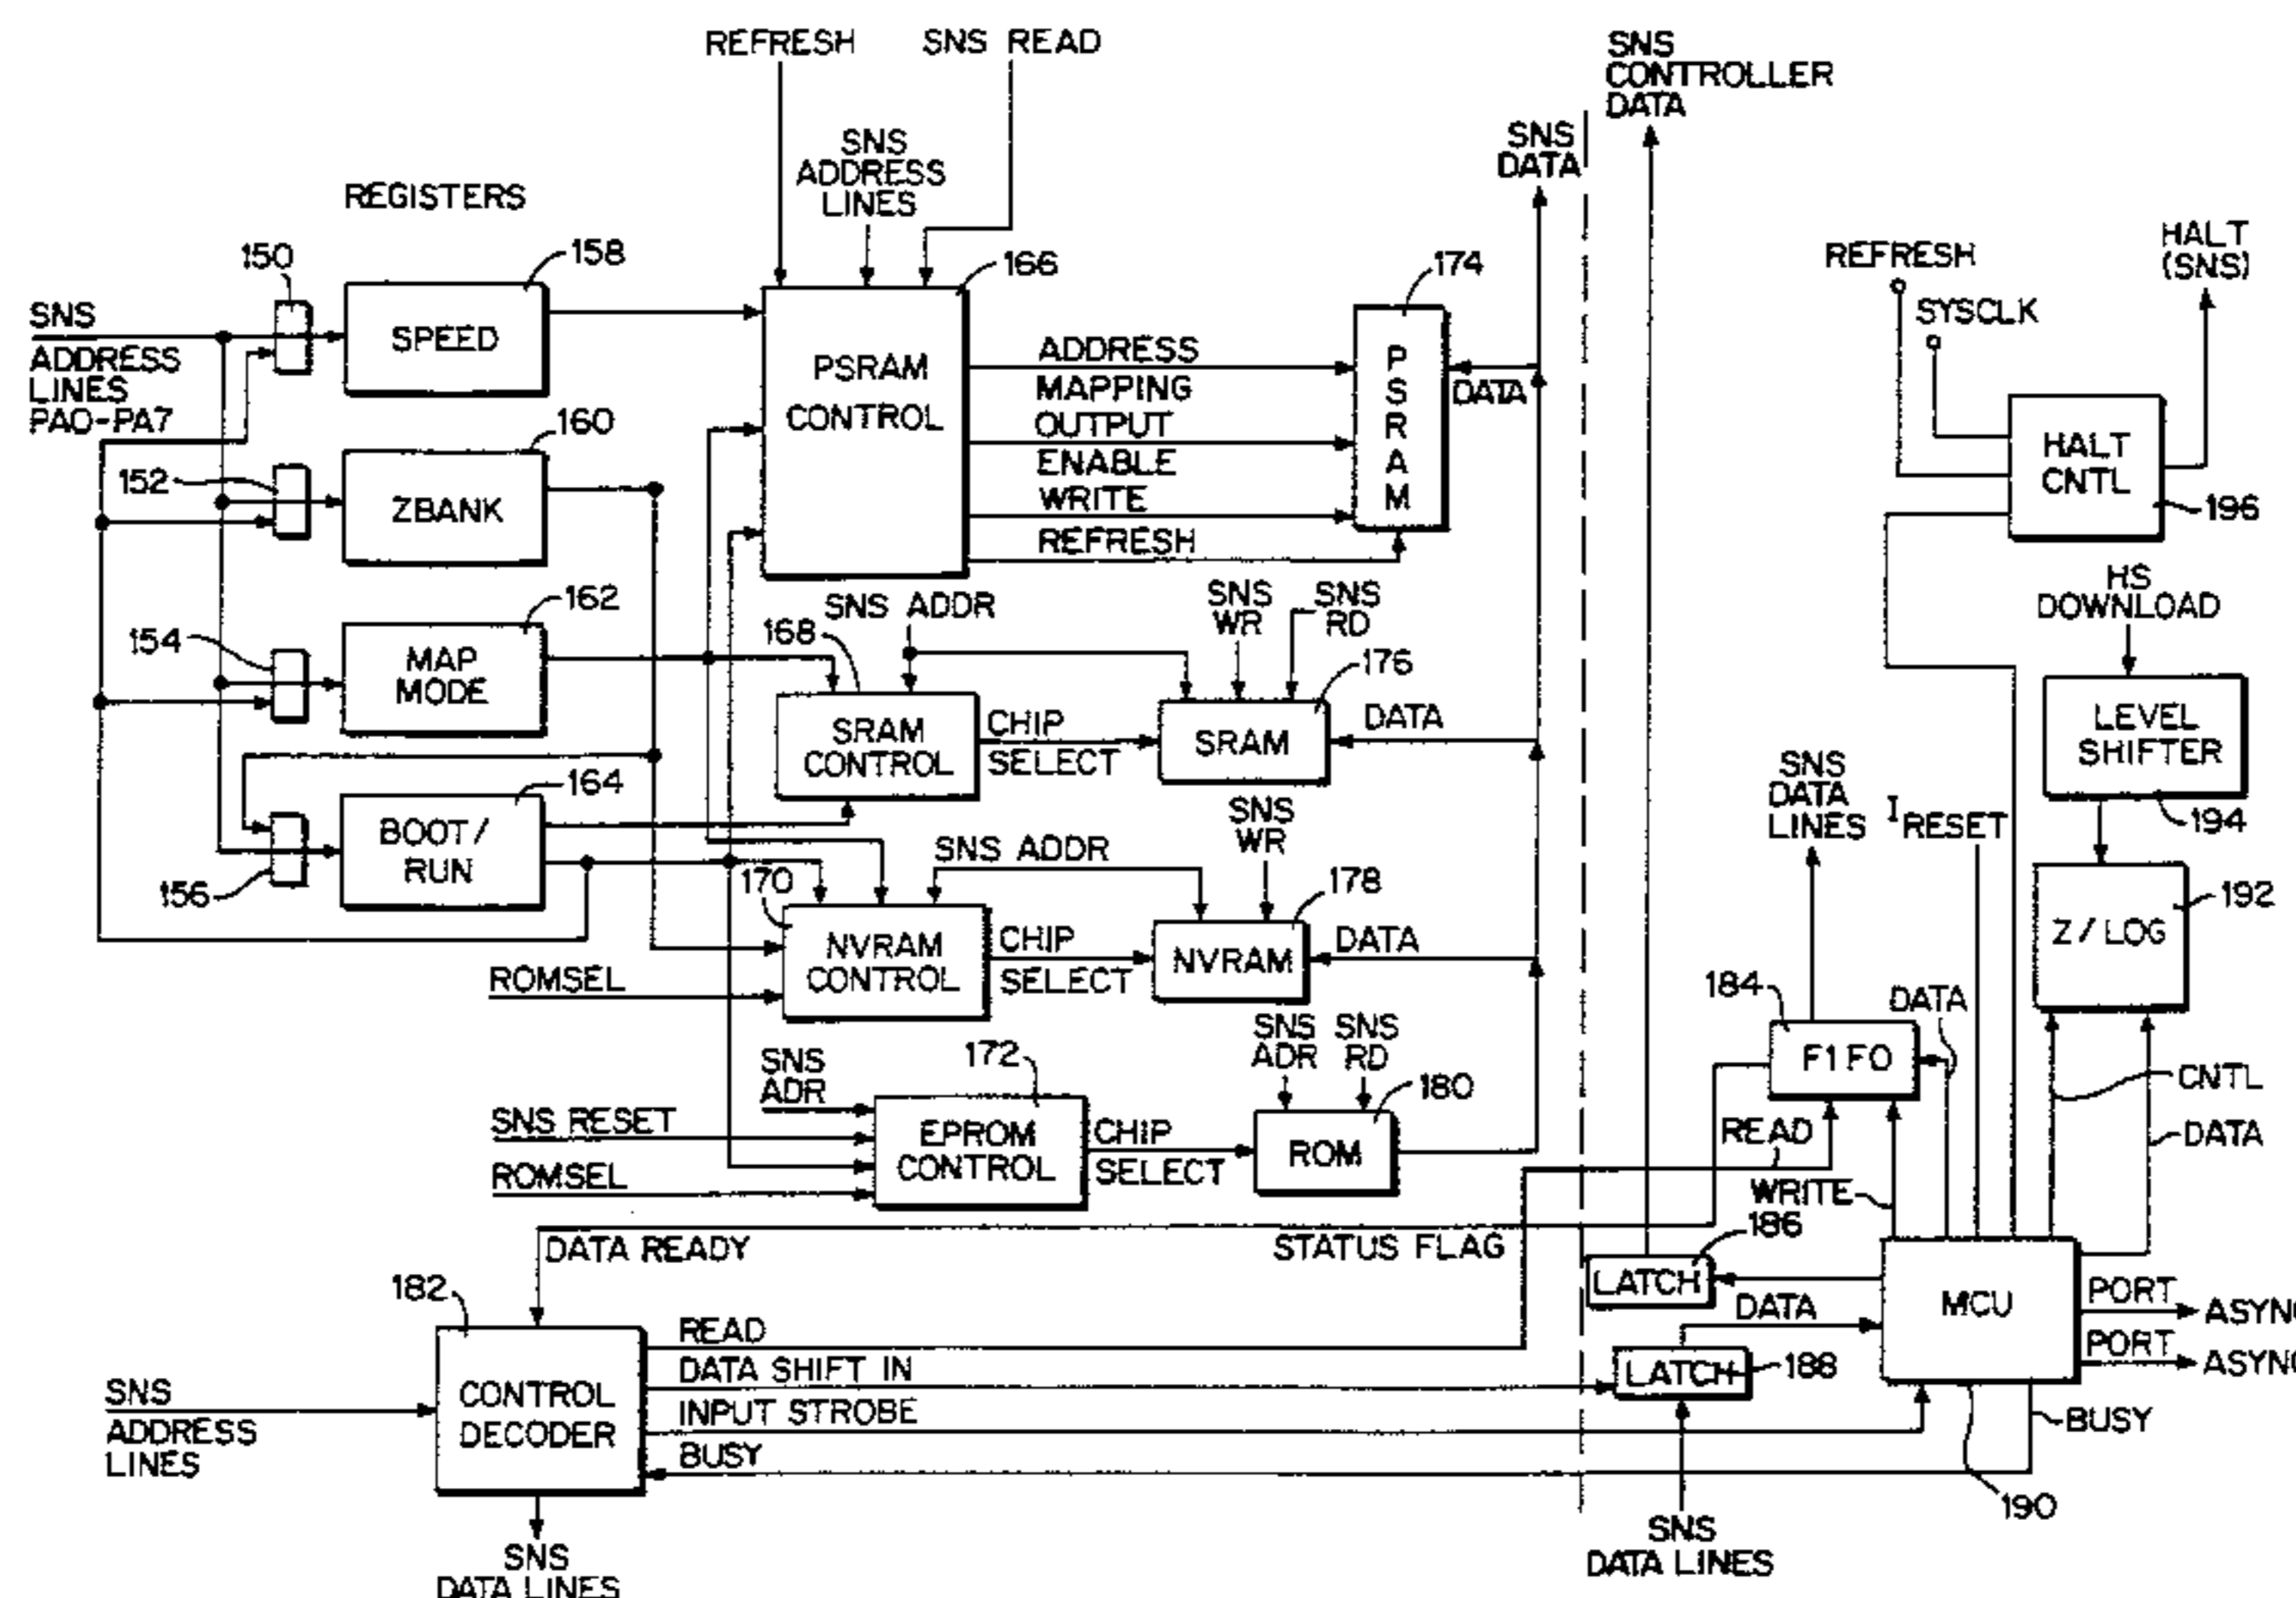 REFRESH
SNS READ
SNS
CONTROLLER
DATA
SNS
ADDRESS
LINES
SNS
DATA
REGISTERS
150
158
166
174
REFRESH
SYSCLK
HALT
(SNS)
SNS
ADDRESS
LINES
PA0-PA7
SPEED
PSRAM
CONTROL
ADDRESS
MAPPING
OUTPUT
ENABLE
WRITE
REFRESH
P
S
R
A
M
DATA
HALT
CNTL
196
152
160
ZBANK
154
162
MAP
MODE
SNS ADDR
168
SRAM
CONTROL
CHIP
SELECT
SNS
WR
SNS
RD
176
SRAM
DATA
HS
DOWNLOAD
LEVEL
SHIFTER
194
156
164
BOOT/
RUN
170
SNS ADDR
NVRAM
CONTROL
ROMSEL
CHIP
SELECT
SNS
WR
178
NVRAM
DATA
SNS
DATA
LINES
I RESET
192
Z/LOG
184
DATA
F1FO
SNS
ADR
SNS RESET
ROMSEL
172
EPROM
CONTROL
CHIP
SELECT
SNS
ADR
SNS
RD
180
ROM
READ
WRITE
CNTL
DATA
DATA READY
STATUS FLAG
186
LATCH
DATA
MCU
PORT
ASYN
PORT
ASYN
182
CONTROL
DECODER
READ
DATA SHIFT IN
INPUT STROBE
BUSY
LATCH
188
BUSY
190
SNS
ADDRESS
LINES
SNS
DATA LINES
SNS
DATA LINES